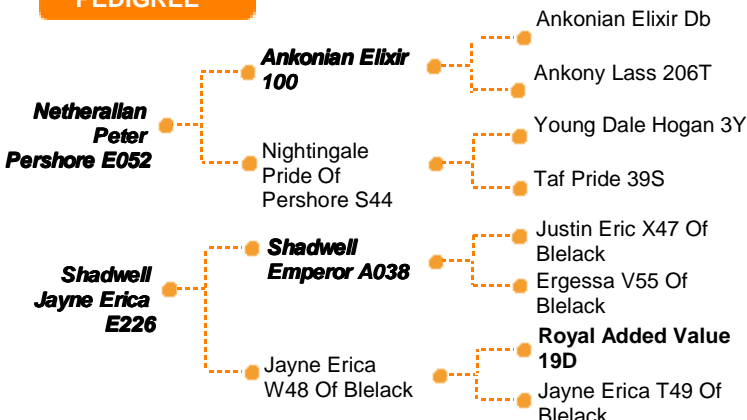 PEDIGREE
Netherallan
Peter
Pershore E052
Ankonian Elixir
100
Ankonian Elixir Db
Ankony Lass 206T
Nightingale
Pride Of
Pershore S44
Young Dale Hogan 3Y
Taf Pride 39S
Shadwell
Jayne Erica
E226
Shadwell
Emperor A038
Justin Eric X47 Of
Blelack
Ergessa V55 Of
Blelack
Jayne Erica
W48 Of Blelack
Royal Added Value
19D
Jayne Erica T49 Of
Blelack